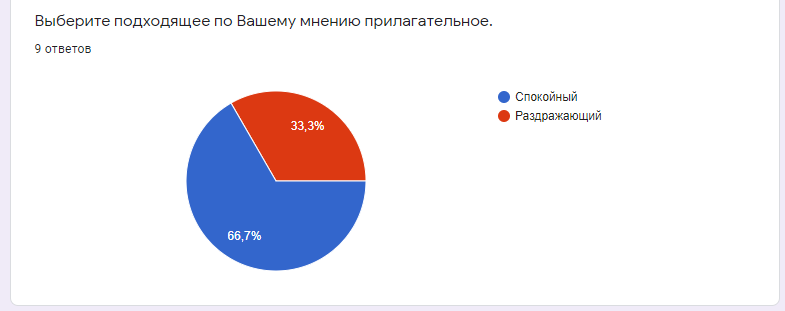 Выберите подходящее по Вашему мнению прилагательное.
9 ответов
Спокойный
Раздражающий
33,3%
66,7%